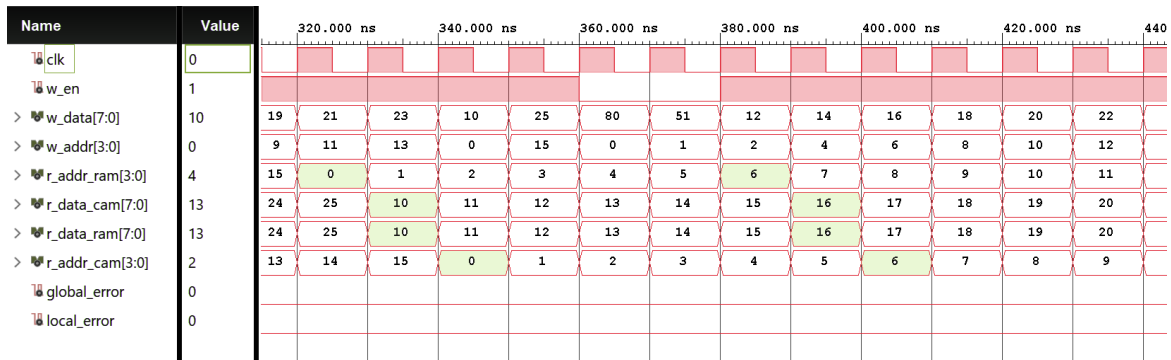 Name Value 320.000 ns 340.000 ns 360.000 ns 380.000 ns 400.000 ns 420.000 ns 440
clk 0
w_en 1
> w_data[7:0] 10 19 21 23 10 25 80 51 12 14 16 18 20 22
> w_addr[3:0] 0 9 11 13 0 15 0 1 2 4 6 8 10 12
> r_addr_ram[3:0] 4 15 0 1 2 3 4 5 6 7 8 9 10 11
> r_data_cam[7:0] 13 24 25 10 11 12 13 14 15 16 17 18 19 20
> r_data_ram[7:0] 13 24 25 10 11 12 13 14 15 16 17 18 19 20
> r_addr_cam[3:0] 2 13 14 15 0 1 2 3 4 5 6 7 8 9
global_error 0
local_error 0